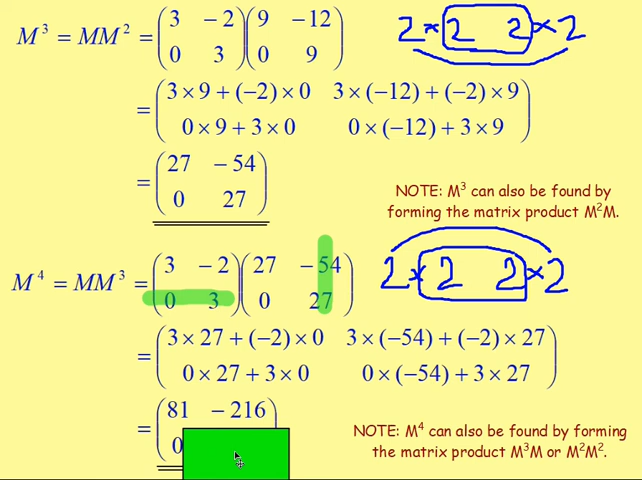 M³ = MM² = (3 −2
0 3)(9 −12
0 9)
2×2 2×2
= (3×9+(−2)×0 3×(−12)+(−2)×9
0×9+3×0 0×(−12)+3×9)
= (27 −54
0 27)
NOTE: M³ can also be found by
forming the matrix product M²M.
M⁴ = MM³ = (3 −2
0 3)(27 −54
0 27)
2×2 2×2
= (3×27+(−2)×0 3×(−54)+(−2)×27
0×27+3×0 0×(−54)+3×27)
= (81 −216
0
NOTE: M⁴ can also be found by forming
the matrix product M³M or M²M².